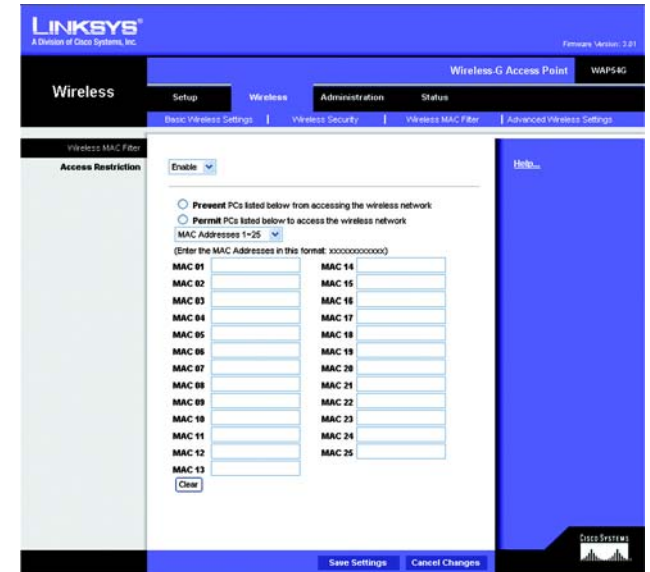 LINKSYS®
A Division of Cisco Systems, Inc.
Firmware Version: 3.01
Wireless-G Access Point WAP54G
Wireless
Setup Wireless Administration Status
Basic Wireless Settings | Wireless Security | Wireless MAC Filter | Advanced Wireless Settings
Wireless MAC Filter
Access Restriction
Enable
Help...
Prevent PCs listed below from accessing the wireless network
Permit PCs listed below to access the wireless network
MAC Addresses 1~25
(Enter the MAC Addresses in this format: xxxxxxxxxxxx)
MAC 01 MAC 14
MAC 02 MAC 15
MAC 03 MAC 16
MAC 04 MAC 17
MAC 05 MAC 18
MAC 06 MAC 19
MAC 07 MAC 20
MAC 08 MAC 21
MAC 09 MAC 22
MAC 10 MAC 23
MAC 11 MAC 24
MAC 12 MAC 25
MAC 13
Clear
Save Settings Cancel Changes
CISCO SYSTEMS